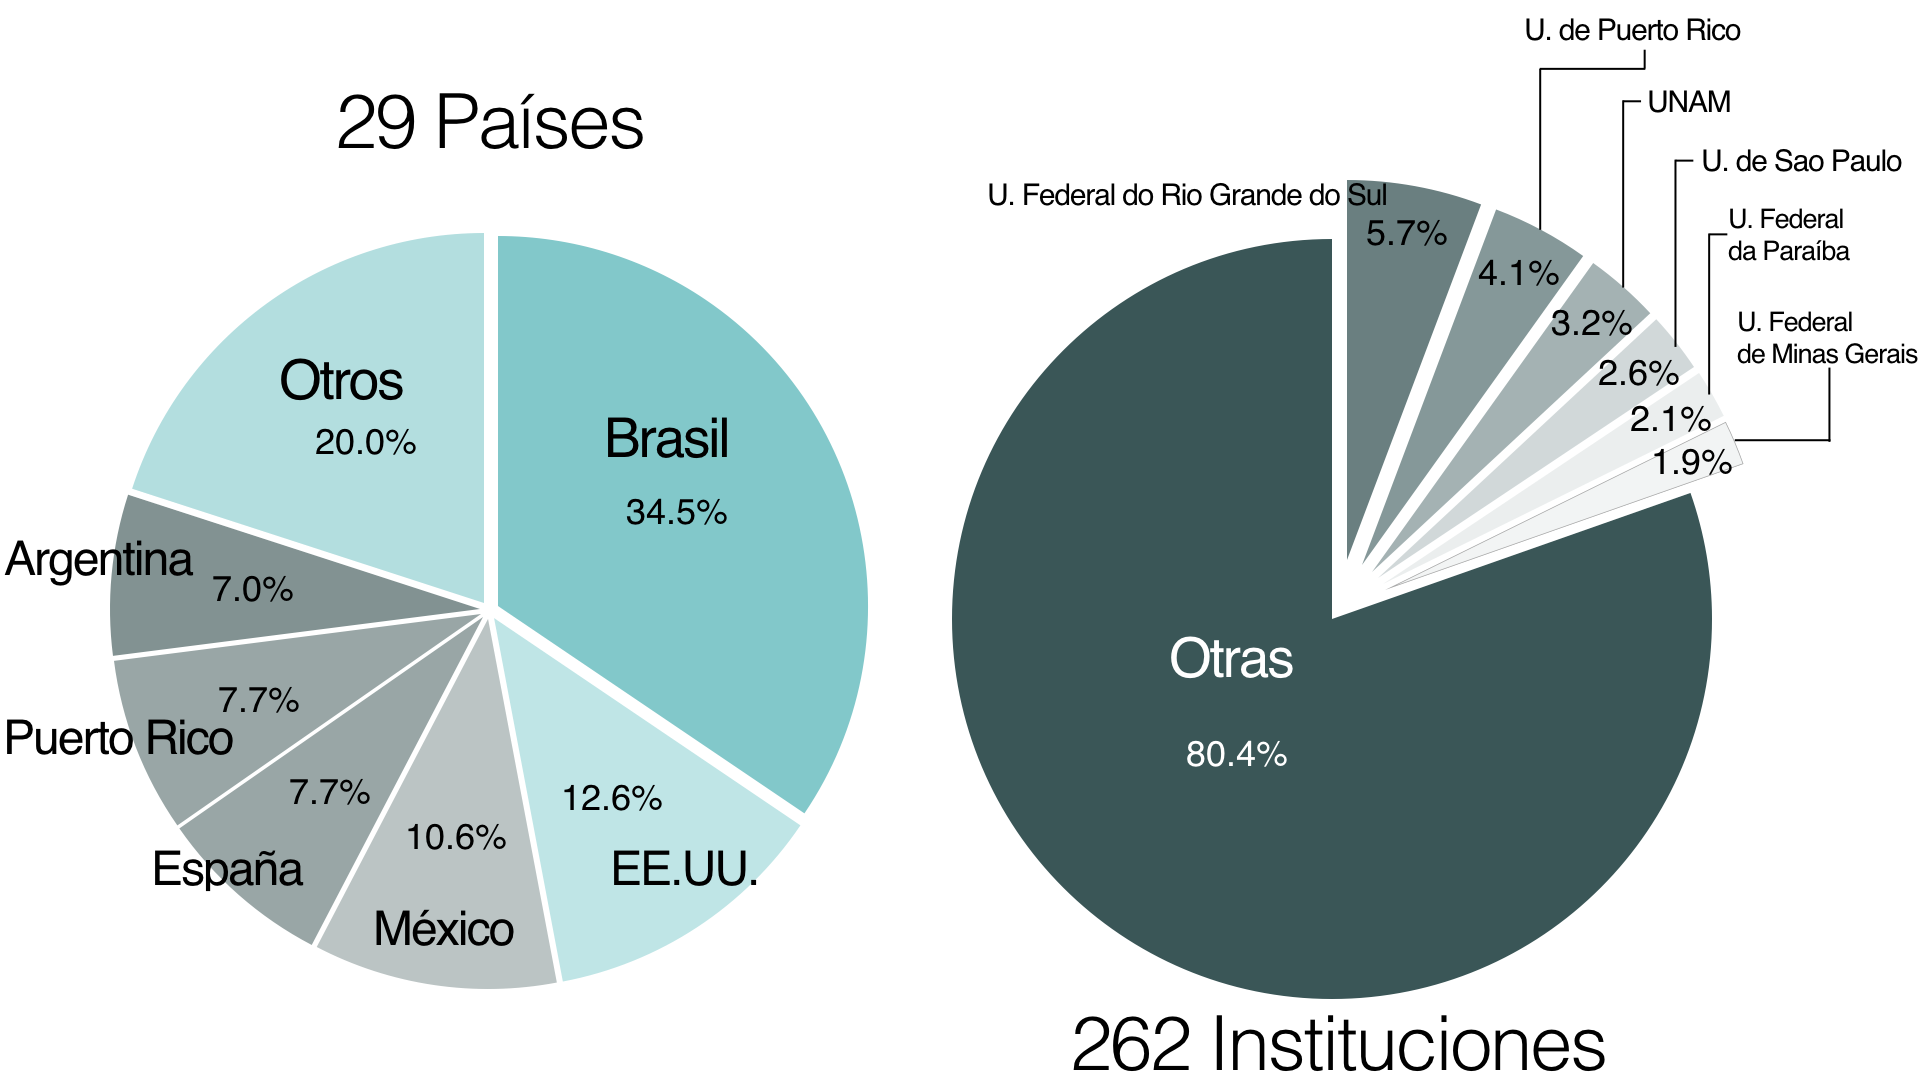 29 Países
Otros
20.0%
Brasil
34.5%
Argentina
7.0%
Puerto Rico
7.7%
España
7.7%
México
10.6%
EE.UU.
12.6%
U. de Puerto Rico
UNAM
U. de Sao Paulo
U. Federal
da Paraíba
U. Federal
de Minas Gerais
U. Federal do Rio Grande do Sul
5.7%
4.1%
3.2%
2.6%
2.1%
1.9%
Otras
80.4%
262 Instituciones